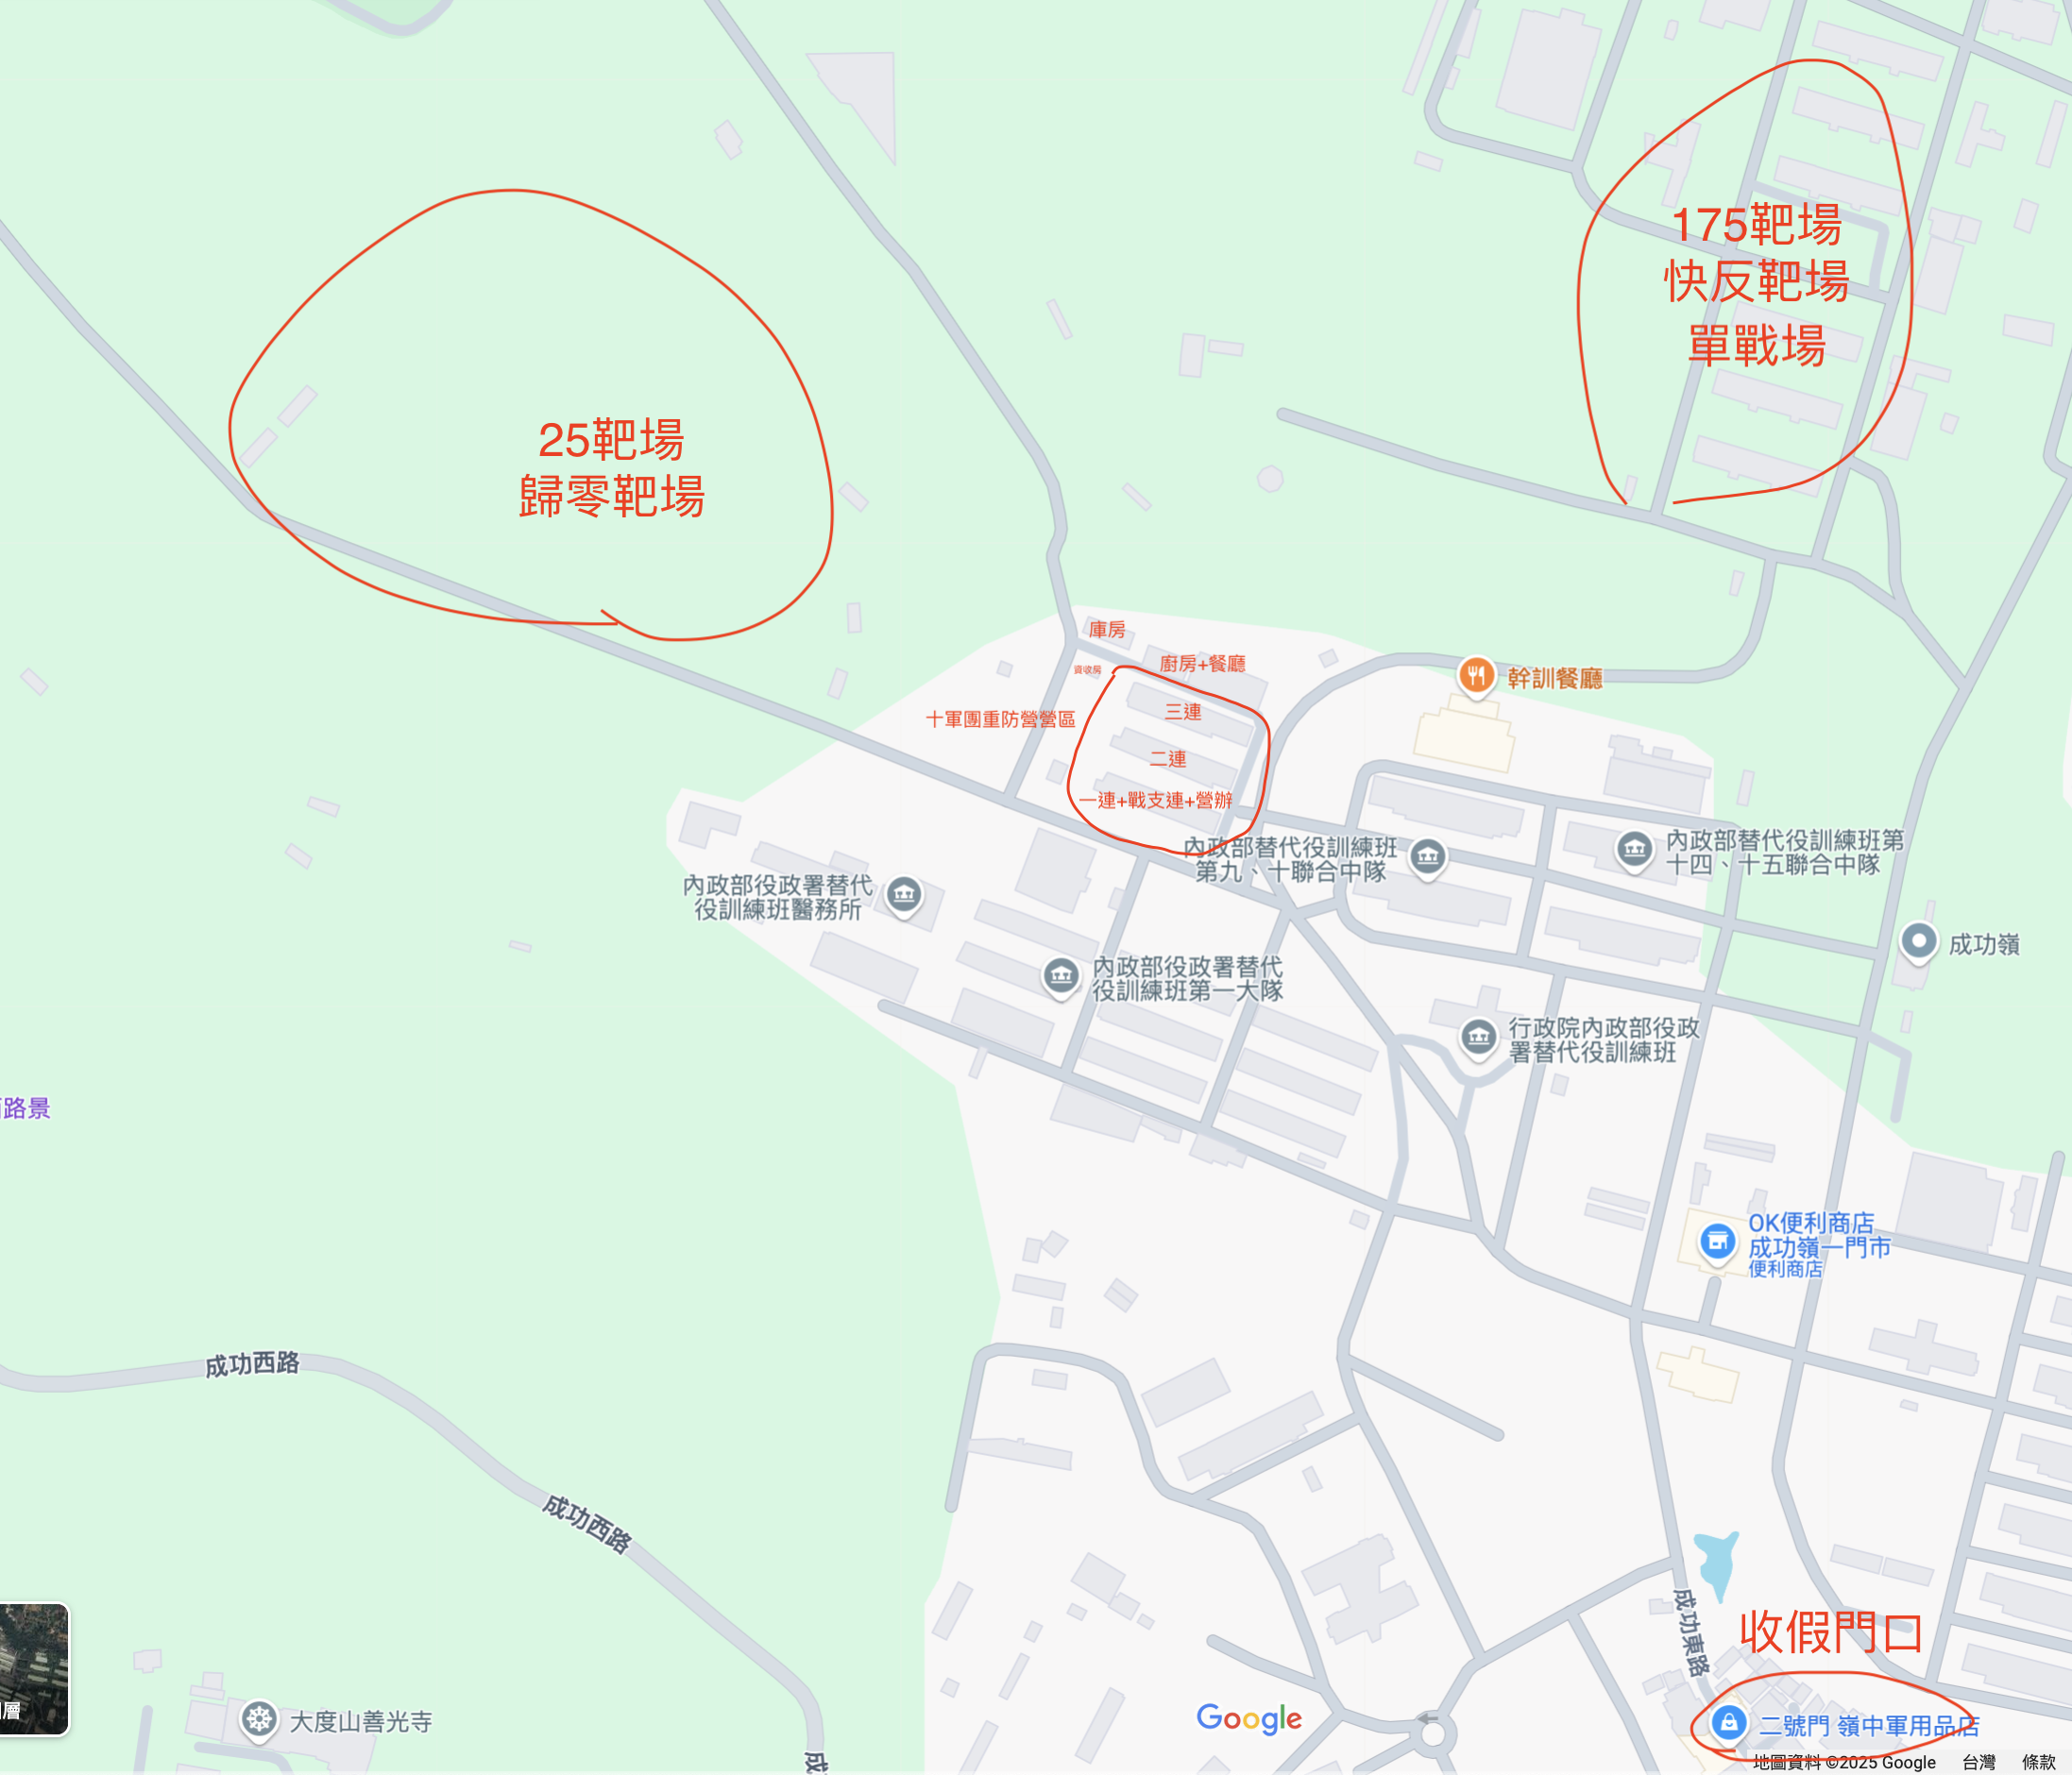 175靶場
快反靶場
單戰場
25靶場
歸零靶場
庫房
資收房
廚房+餐廳
十軍團重防營營區
三連
二連
一連+戰支連+營辦
幹訓餐廳
內政部替代役訓練班
第九、十聯合中隊
內政部替代役訓練班第
十四、十五聯合中隊
內政部役政署替代
役訓練班醫務所
成功嶺
內政部役政署替代
役訓練班第一大隊
行政院內政部役政
署替代役訓練班
路景
OK便利商店
成功嶺一門市
便利商店
成功西路
成功西路
成功東路
收假門口
層
大度山善光寺
成
Google
二號門 嶺中軍用品店
地圖資料 ©2025 Google 台灣 條款